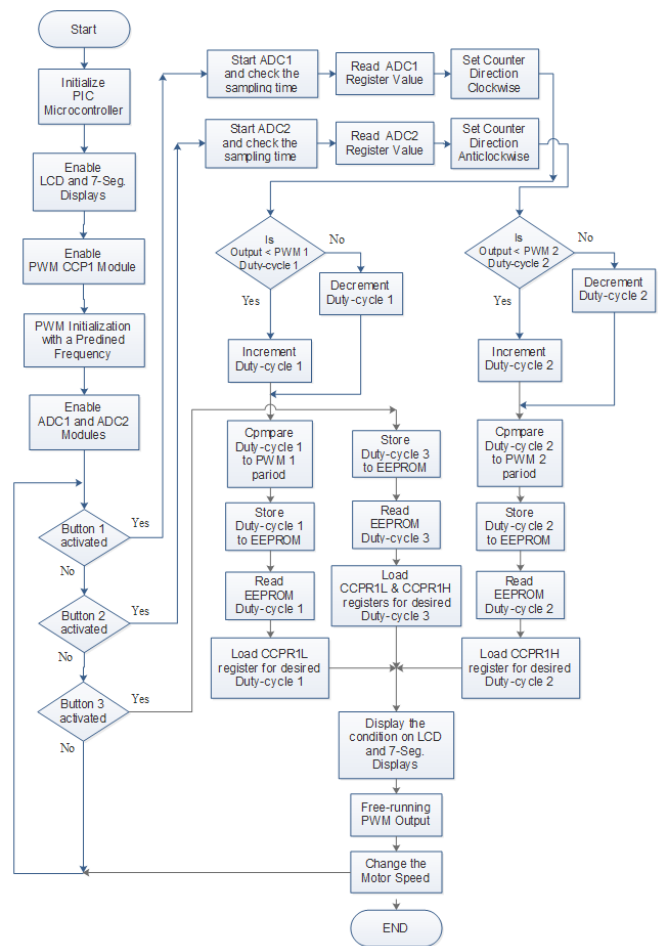 Start
Initialize
PIC
Microcontroller
Enable
LCD and 7-Seg.
Displays
Enable
PWM CCP1 Module
PWM Initialization
with a Predined
Frequency
Enable
ADC1 and ADC2
Modules
Button 1
activated
Yes
No
Button 2
activated
Yes
No
Button 3
activated
Yes
No
Start ADC1
and check the
sampling time
Read ADC1
Register Value
Set Counter
Direction
Clockwise
Start ADC2
and check the
sampling time
Read ADC2
Register Value
Set Counter
Direction
Anticlockwise
Is
Output < PWM 1
Duty-cycle 1
No
Yes
Decrement
Duty-cycle 1
Increment
Duty-cycle 1
Cpmpare
Duty-cycle 1
to PWM 1
pariod
Store
Duty-cycle 1
to EEPROM
Read
EEPROM
Duty-cycle 1
Load CCPR1L
register for desired
Duty-cycle 1
Store
Duty-cycle 3
to EEPROM
Read
EEPROM
Duty-cycle 3
Load
CCPR1L & CCPR1H
registers for desired
Duty-cycle 3
Is
Output < PWM 2
Duty-cycle 2
No
Yes
Decrement
Duty-cycle 2
Increment
Duty-cycle 2
Cpmpare
Duty-cycle 2
to PWM 2
pariod
Store
Duty-cycle 2
to EEPROM
Read
EEPROM
Duty-cycle 2
Load CCPR1H
register for desired
Duty-cycle 2
Display the
condition on LCD
and 7-Seg.
Displays
Free-running
PWM Output
Change the
Motor Speed
END